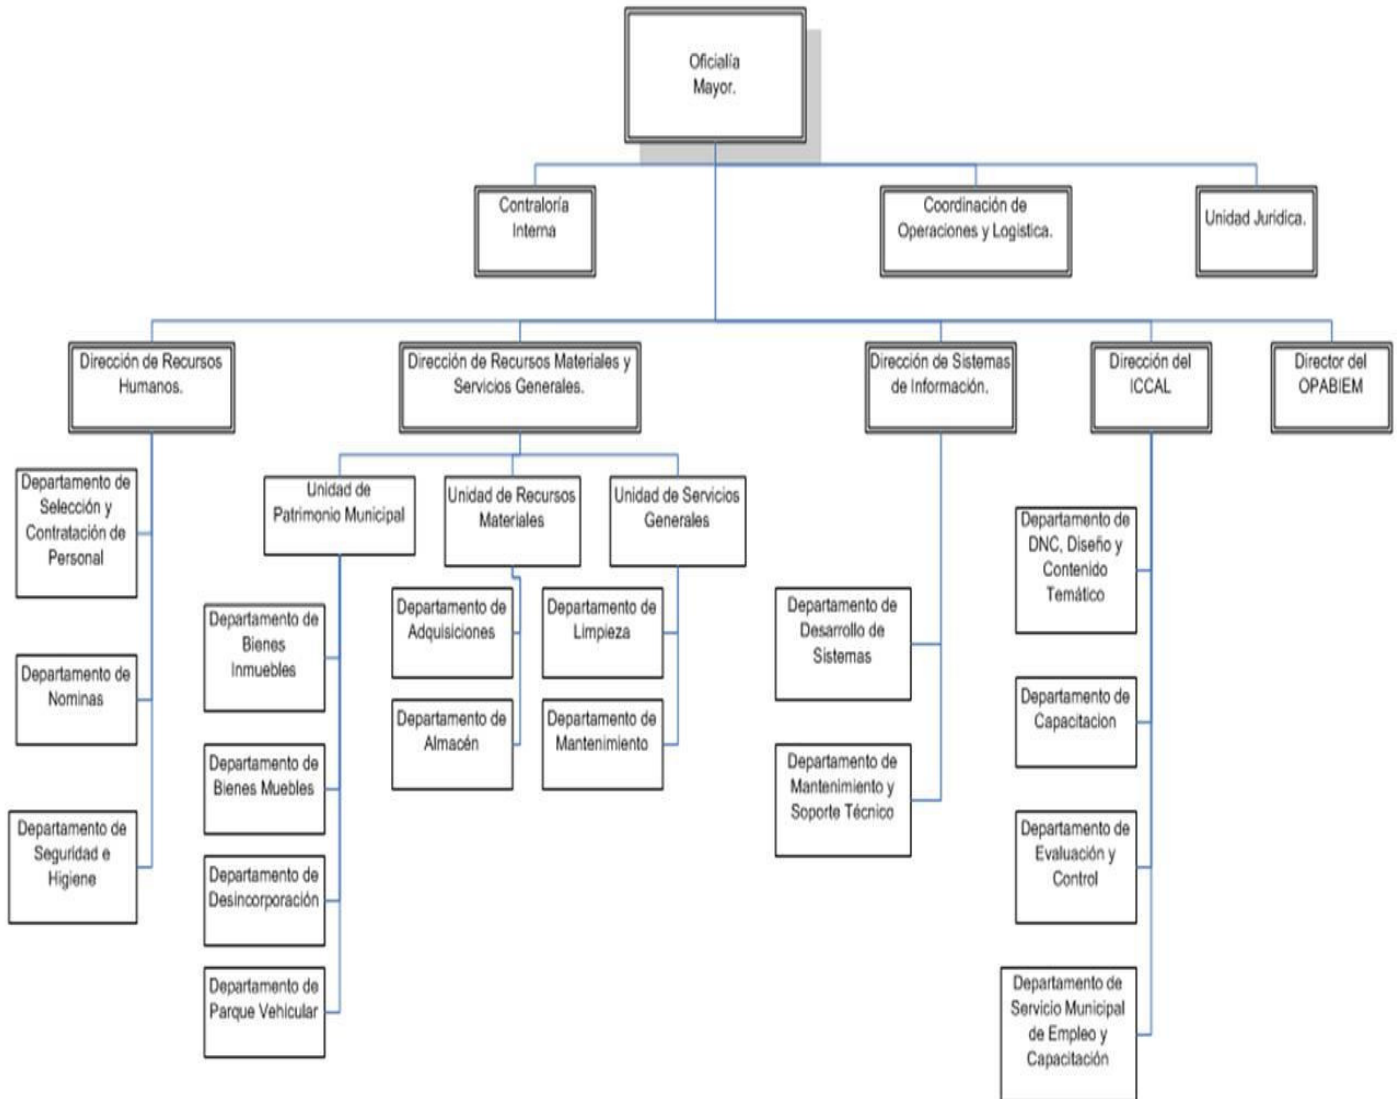 Oficialía
Mayor.
Contraloría
Interna
Coordinación de
Operaciones y Logistica.
Unidad Juridica.
Dirección de Recursos
Humanos.
Dirección de Recursos Materiales y
Servicios Generales.
Dirección de Sistemas
de Información.
Dirección del
ICCAL
Director del
OPABIEM
Departamento de
Selección y
Contratación de
Personal
Departamento de
Nominas
Departamento de
Seguridad e
Higiene
Unidad de
Patrimonio Municipal
Departamento de
Bienes
Inmuebles
Departamento de
Bienes Muebles
Departamento de
Desincorporación
Departamento de
Parque Vehicular
Unidad de Recursos
Materiales
Departamento de
Adquisiciones
Departamento de
Almacén
Unidad de Servicios
Generales
Departamento de
Limpieza
Departamento de
Mantenimiento
Departamento de
Desarrollo de
Sistemas
Departamento de
Mantenimiento y
Soporte Técnico
Departamento de
DNC, Diseño y
Contenido
Temático
Departamento de
Capacitacion
Departamento de
Evaluación y
Control
Departamento de
Servicio Municipal
de Empleo y
Capacitación